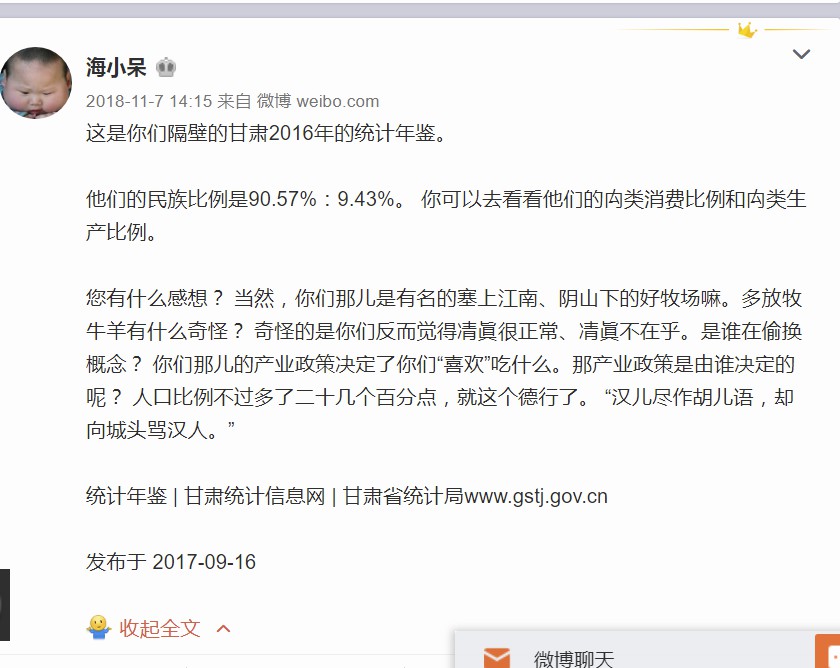 海小呆
2018-11-7 14:15 来自 微博 weibo.com
这是你们隔壁的甘肃2016年的统计年鉴。
他们的民族比例是90.57%：9.43%。 你可以去看看他们的禸类消费比例和禸类生
产比例。
您有什么感想？ 当然，你们那儿是有名的塞上江南、阴山下的好牧场嘛。多放牧
牛羊有什么奇怪？ 奇怪的是你们反而觉得凊眞很正常、凊眞不在乎。是谁在偷换
概念？ 你们那儿的产业政策决定了你们“喜欢”吃什么。那产业政策是由谁决定的
呢？ 人口比例不过多了二十几个百分点，就这个德行了。 “汉儿尽作胡儿语，却
向城头骂汉人。”
统计年鉴 | 甘肃统计信息网 | 甘肃省统计局www.gstj.gov.cn
发布于 2017-09-16
收起全文
微博聊天